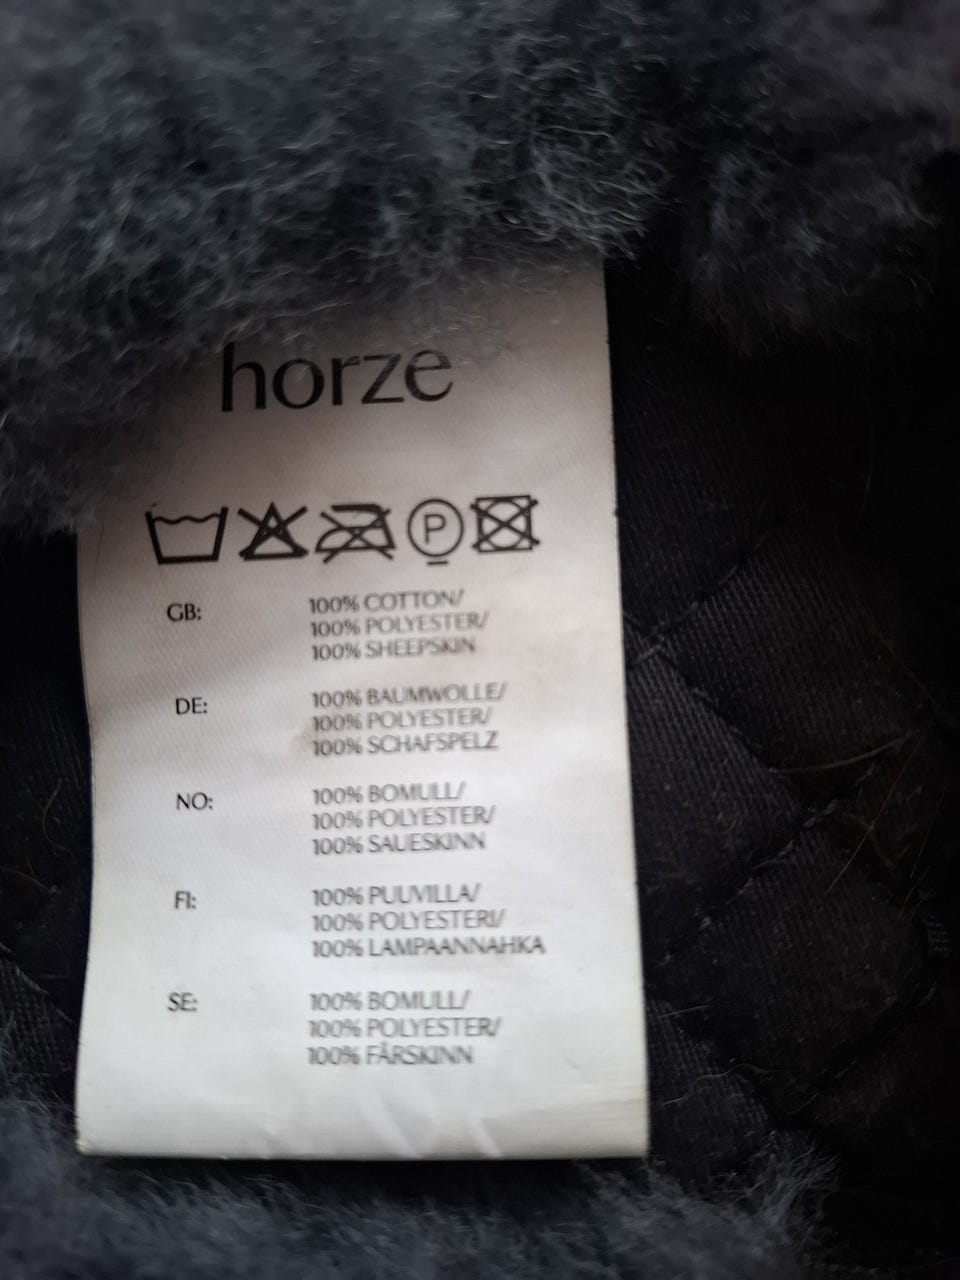 horze
P
GB: 100% COTTON/
100% POLYESTER/
100% SHEEPSKIN
DE: 100% BAUMWOLLE/
100% POLYESTER/
100% SCHAFSPELZ
NO: 100% BOMULL/
100% POLYESTER/
100% SAUESKINN
FI: 100% PUUVILLA/
100% POLYESTERI/
100% LAMPAANNAHKA
SE: 100% BOMULL/
100% POLYESTER/
100% FÅRSKINN